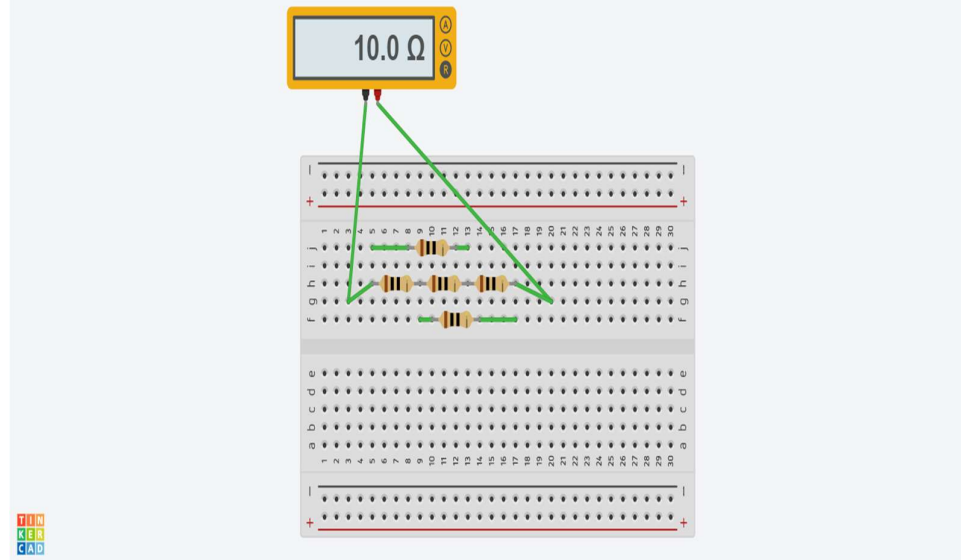 10.0 Ω
A
V
R
− −
+ +
1 2 3 4 5 6 7 8 9 10 11 12 13 14 15 16 17 18 19 20 21 22 23 24 25 26 27 28 29 30
j j
i i
h h
g g
f f
e e
d d
c c
b b
a a
1 2 3 4 5 6 7 8 9 10 11 12 13 14 15 16 17 18 19 20 21 22 23 24 25 26 27 28 29 30
− −
+ +
TIN
KER
CAD